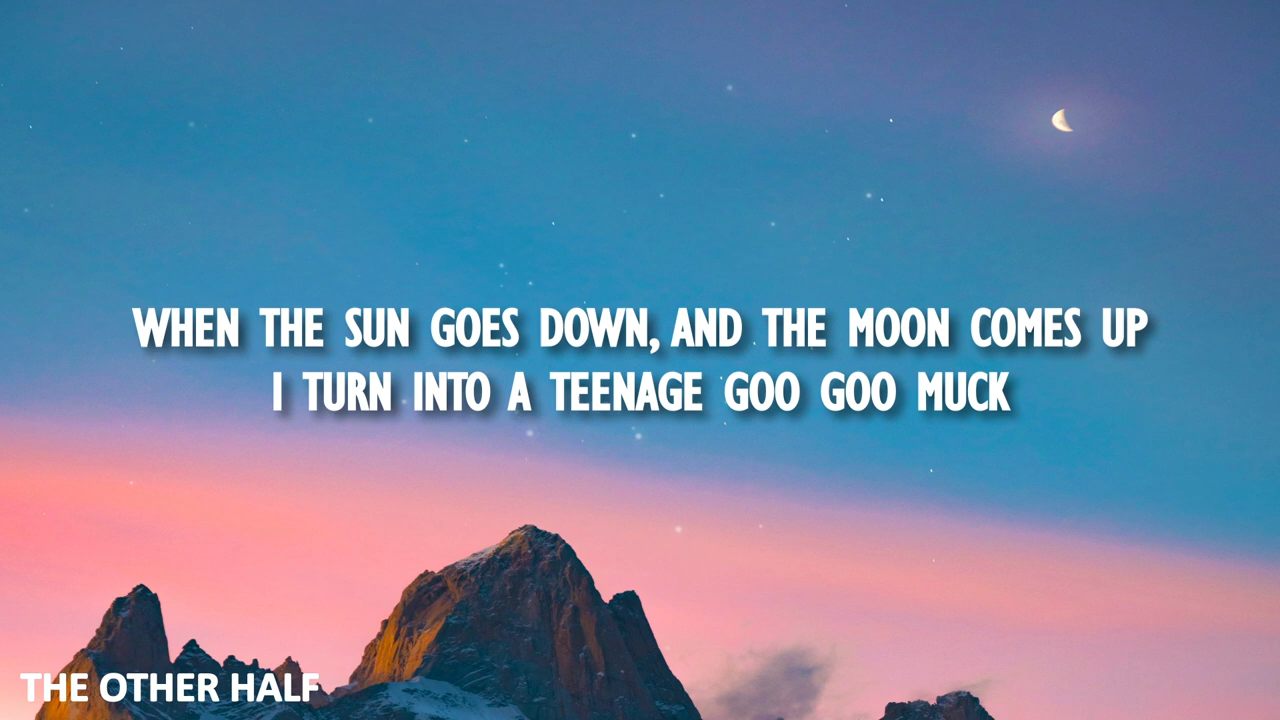 WHEN THE SUN GOES DOWN, AND THE MOON COMES UP
I TURN INTO A TEENAGE GOO GOO MUCK
THE OTHER HALF